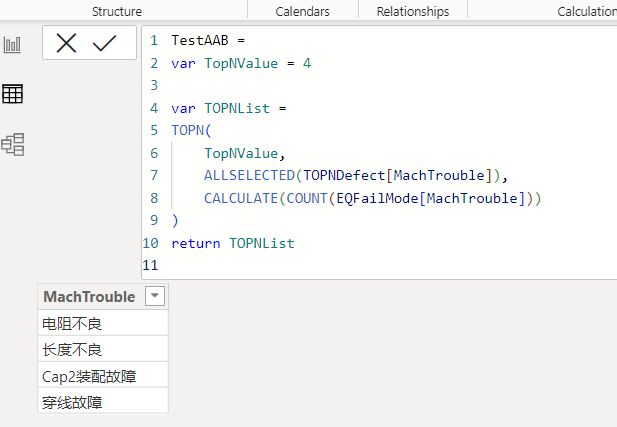 Structure
Calendars
Relationships
Calculation
1 TestAAB =
2 var TopNValue = 4
3
4 var TOPNList =
5 TOPN(
6 TopNValue,
7 ALLSELECTED(TOPNDefect[MachTrouble]),
8 CALCULATE(COUNT(EQFailMode[MachTrouble]))
9 )
10 return TOPNList
11
MachTrouble
电阻不良
长度不良
Cap2装配故障
穿线故障